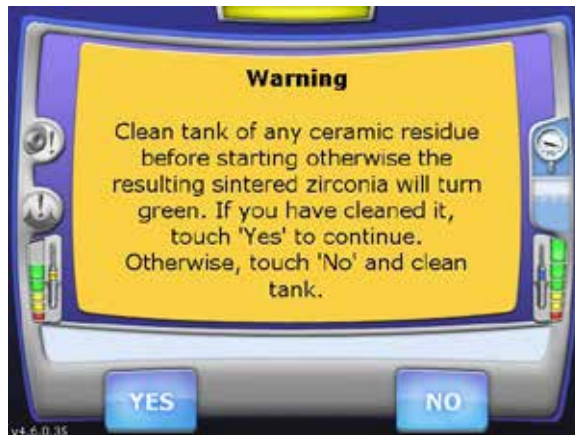 Warning
Clean tank of any ceramic residue
before starting otherwise the
resulting sintered zirconia will turn
green. If you have cleaned it,
touch 'Yes' to continue.
Otherwise, touch 'No' and clean
tank.
YES
NO
v4.6.0.3S